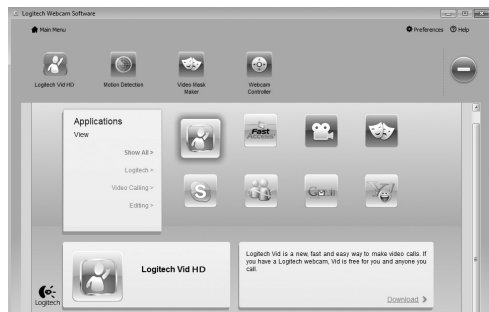 Logitech Webcam Software
Main Menu
Preferences
Help
Logitech Vid HD
Motion Detection
Video Mask
Maker
Webcam
Controller
Applications
View
Show All >
Logitech >
Video Calling >
Editing >
Fast
Access
Logitech Vid HD
Logitech Vid is a new, fast and easy way to make video calls. If
you have a Logitech webcam, Vid is free for you and anyone you
call.
Download >
Logitech